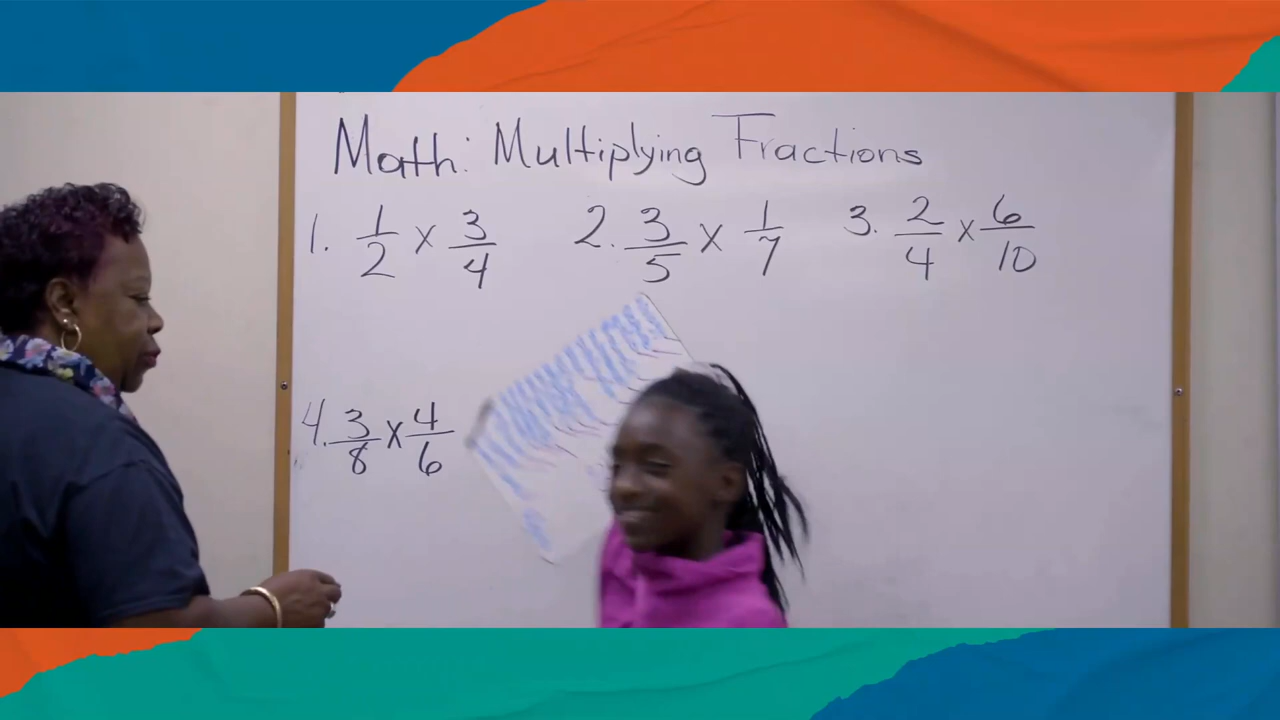 Math: Multiplying Fractions
1. 1/2 x 3/4 2. 3/5 x 1/7 3. 2/4 x 6/10
4. 3/8 x 4/6